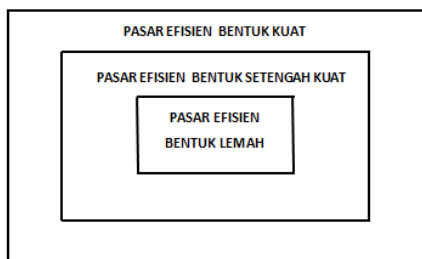 PASAR EFISIEN BENTUK KUAT
PASAR EFISIEN BENTUK SETENGAH KUAT
PASAR EFISIEN
BENTUK LEMAH